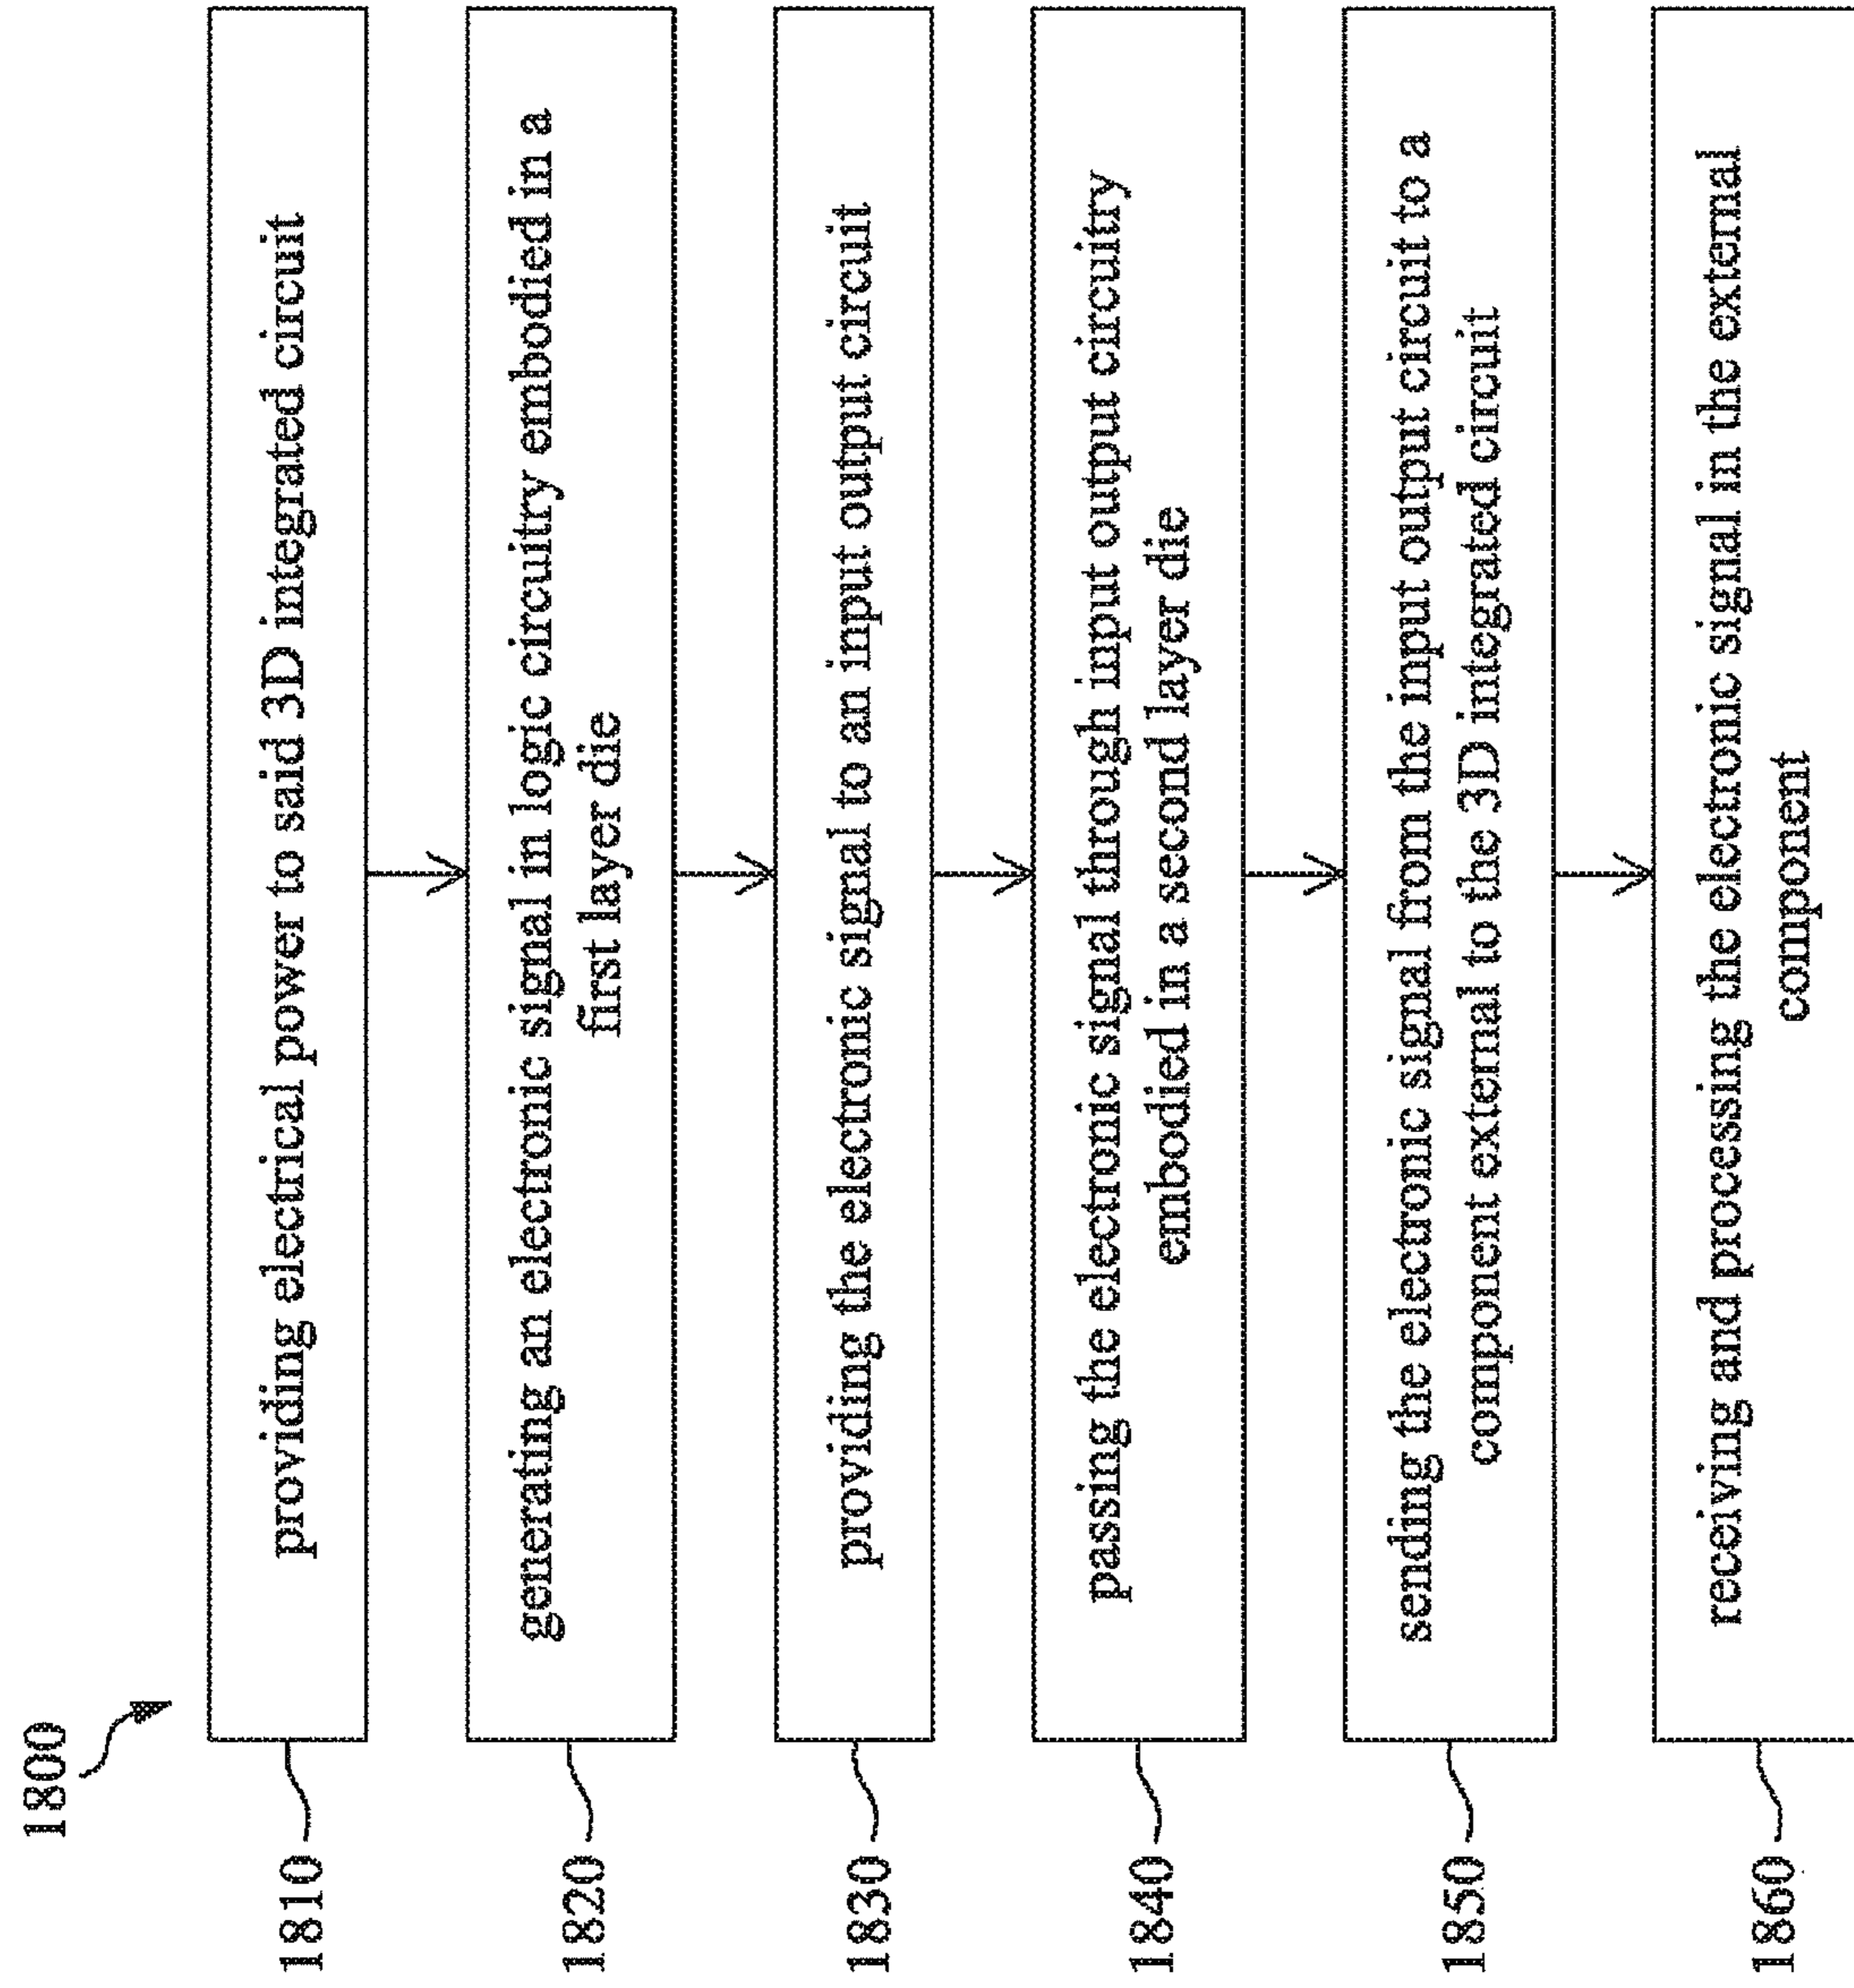 1800
1810
providing electrical power to said 3D integrated circuit
1820
generating an electronic signal in logic circuitry embodied in a
first layer die
1830
providing the electronic signal to an input output circuit
1840
passing the electronic signal through input output circuitry
embodied in a second layer die
1850
sending the electronic signal from the input output circuit to a
component external to the 3D integrated circuit
1860
receiving and processing the electronic signal in the external
component